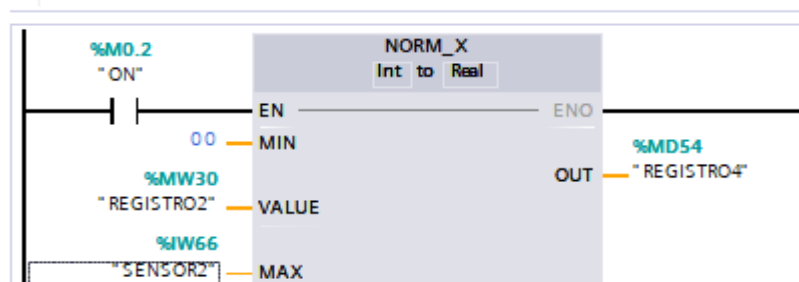 %M0.2
"ON"
NORM_X
Int to Real
EN
ENO
00
MIN
%MD54
OUT
"REGISTRO4"
%MW30
"REGISTRO2"
VALUE
%IW66
"SENSOR2"
MAX